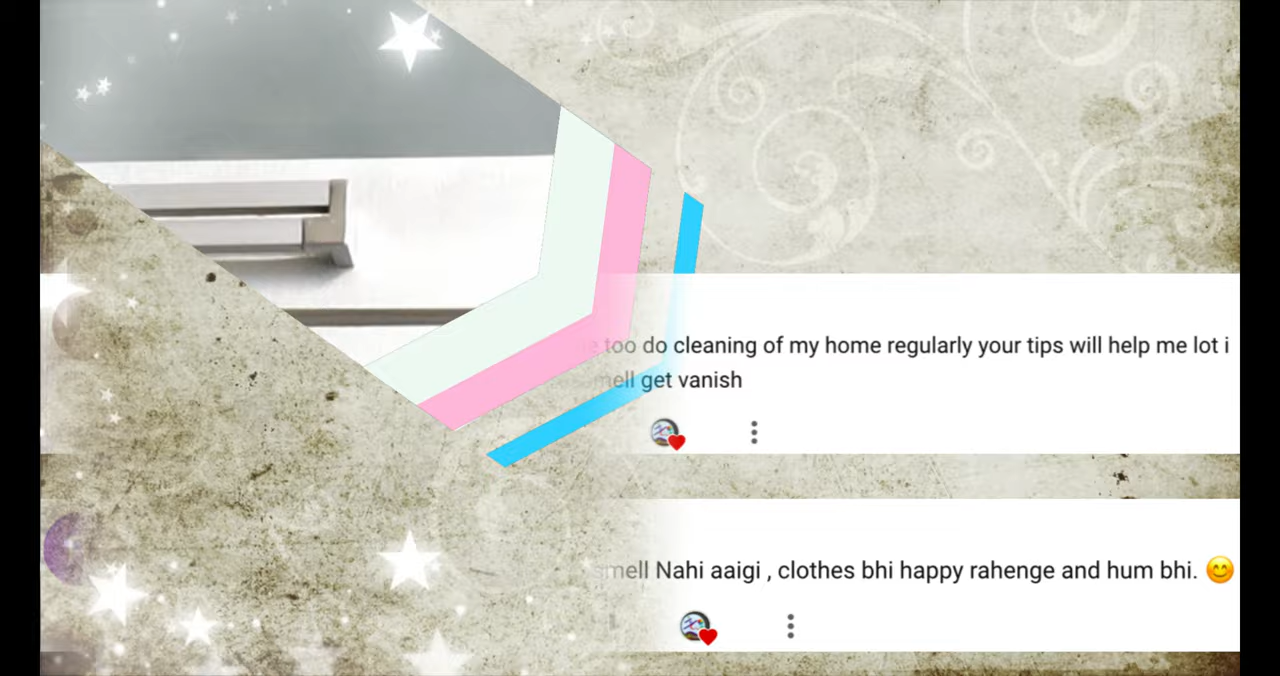 too do cleaning of my home regularly your tips will help me lot i
get vanish
smell Nahi aaigi , clothes bhi happy rahenge and hum bhi. 😊